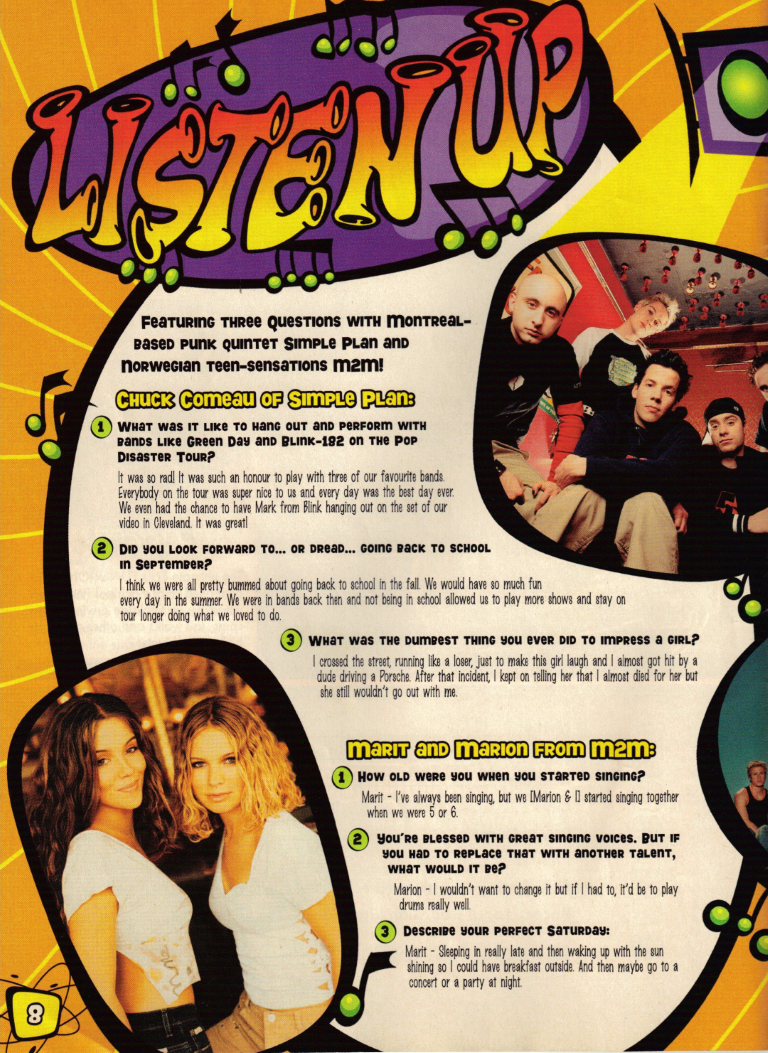 LISTEN UP
Featuring three Questions with Montreal-
based punk quintet Simple Plan and
Norwegian teen-sensations M2M!
Chuck Comeau of Simple Plan:
1 What was it like to hang out and perform with
bands like Green Day and Blink-182 on the Pop
Disaster Tour?
It was so rad! It was such an honour to play with three of our favourite bands.
Everybody on the tour was super nice to us and every day was the best day ever.
We even had the chance to have Mark from Blink hanging out on the set of our
video in Cleveland. It was great!
2 Did you look forward to... or dread... going back to school
in September?
I think we were all pretty bummed about going back to school in the fall. We would have so much fun
every day in the summer. We were in bands back then and not being in school allowed us to play more shows and stay on
tour longer doing what we loved to do.
3 What was the dumbest thing you ever did to impress a girl?
I crossed the street, running like a loser, just to make this girl laugh and I almost got hit by a
dude driving a Porsche. After that incident, I kept on telling her that I almost died for her but
she still wouldn't go out with me.
Marit and Marion from M2M:
1 How old were you when you started singing?
Marit - I've always been singing, but we [Marion & I] started singing together
when we were 5 or 6.
2 You're blessed with great singing voices. But if
you had to replace that with another talent,
what would it be?
Marion - I wouldn't want to change it but if I had to, it'd be to play
drums really well.
3 Describe your perfect Saturday:
Marit - Sleeping in really late and then waking up with the sun
shining so I could have breakfast outside. And then maybe go to a
concert or a party at night.
8